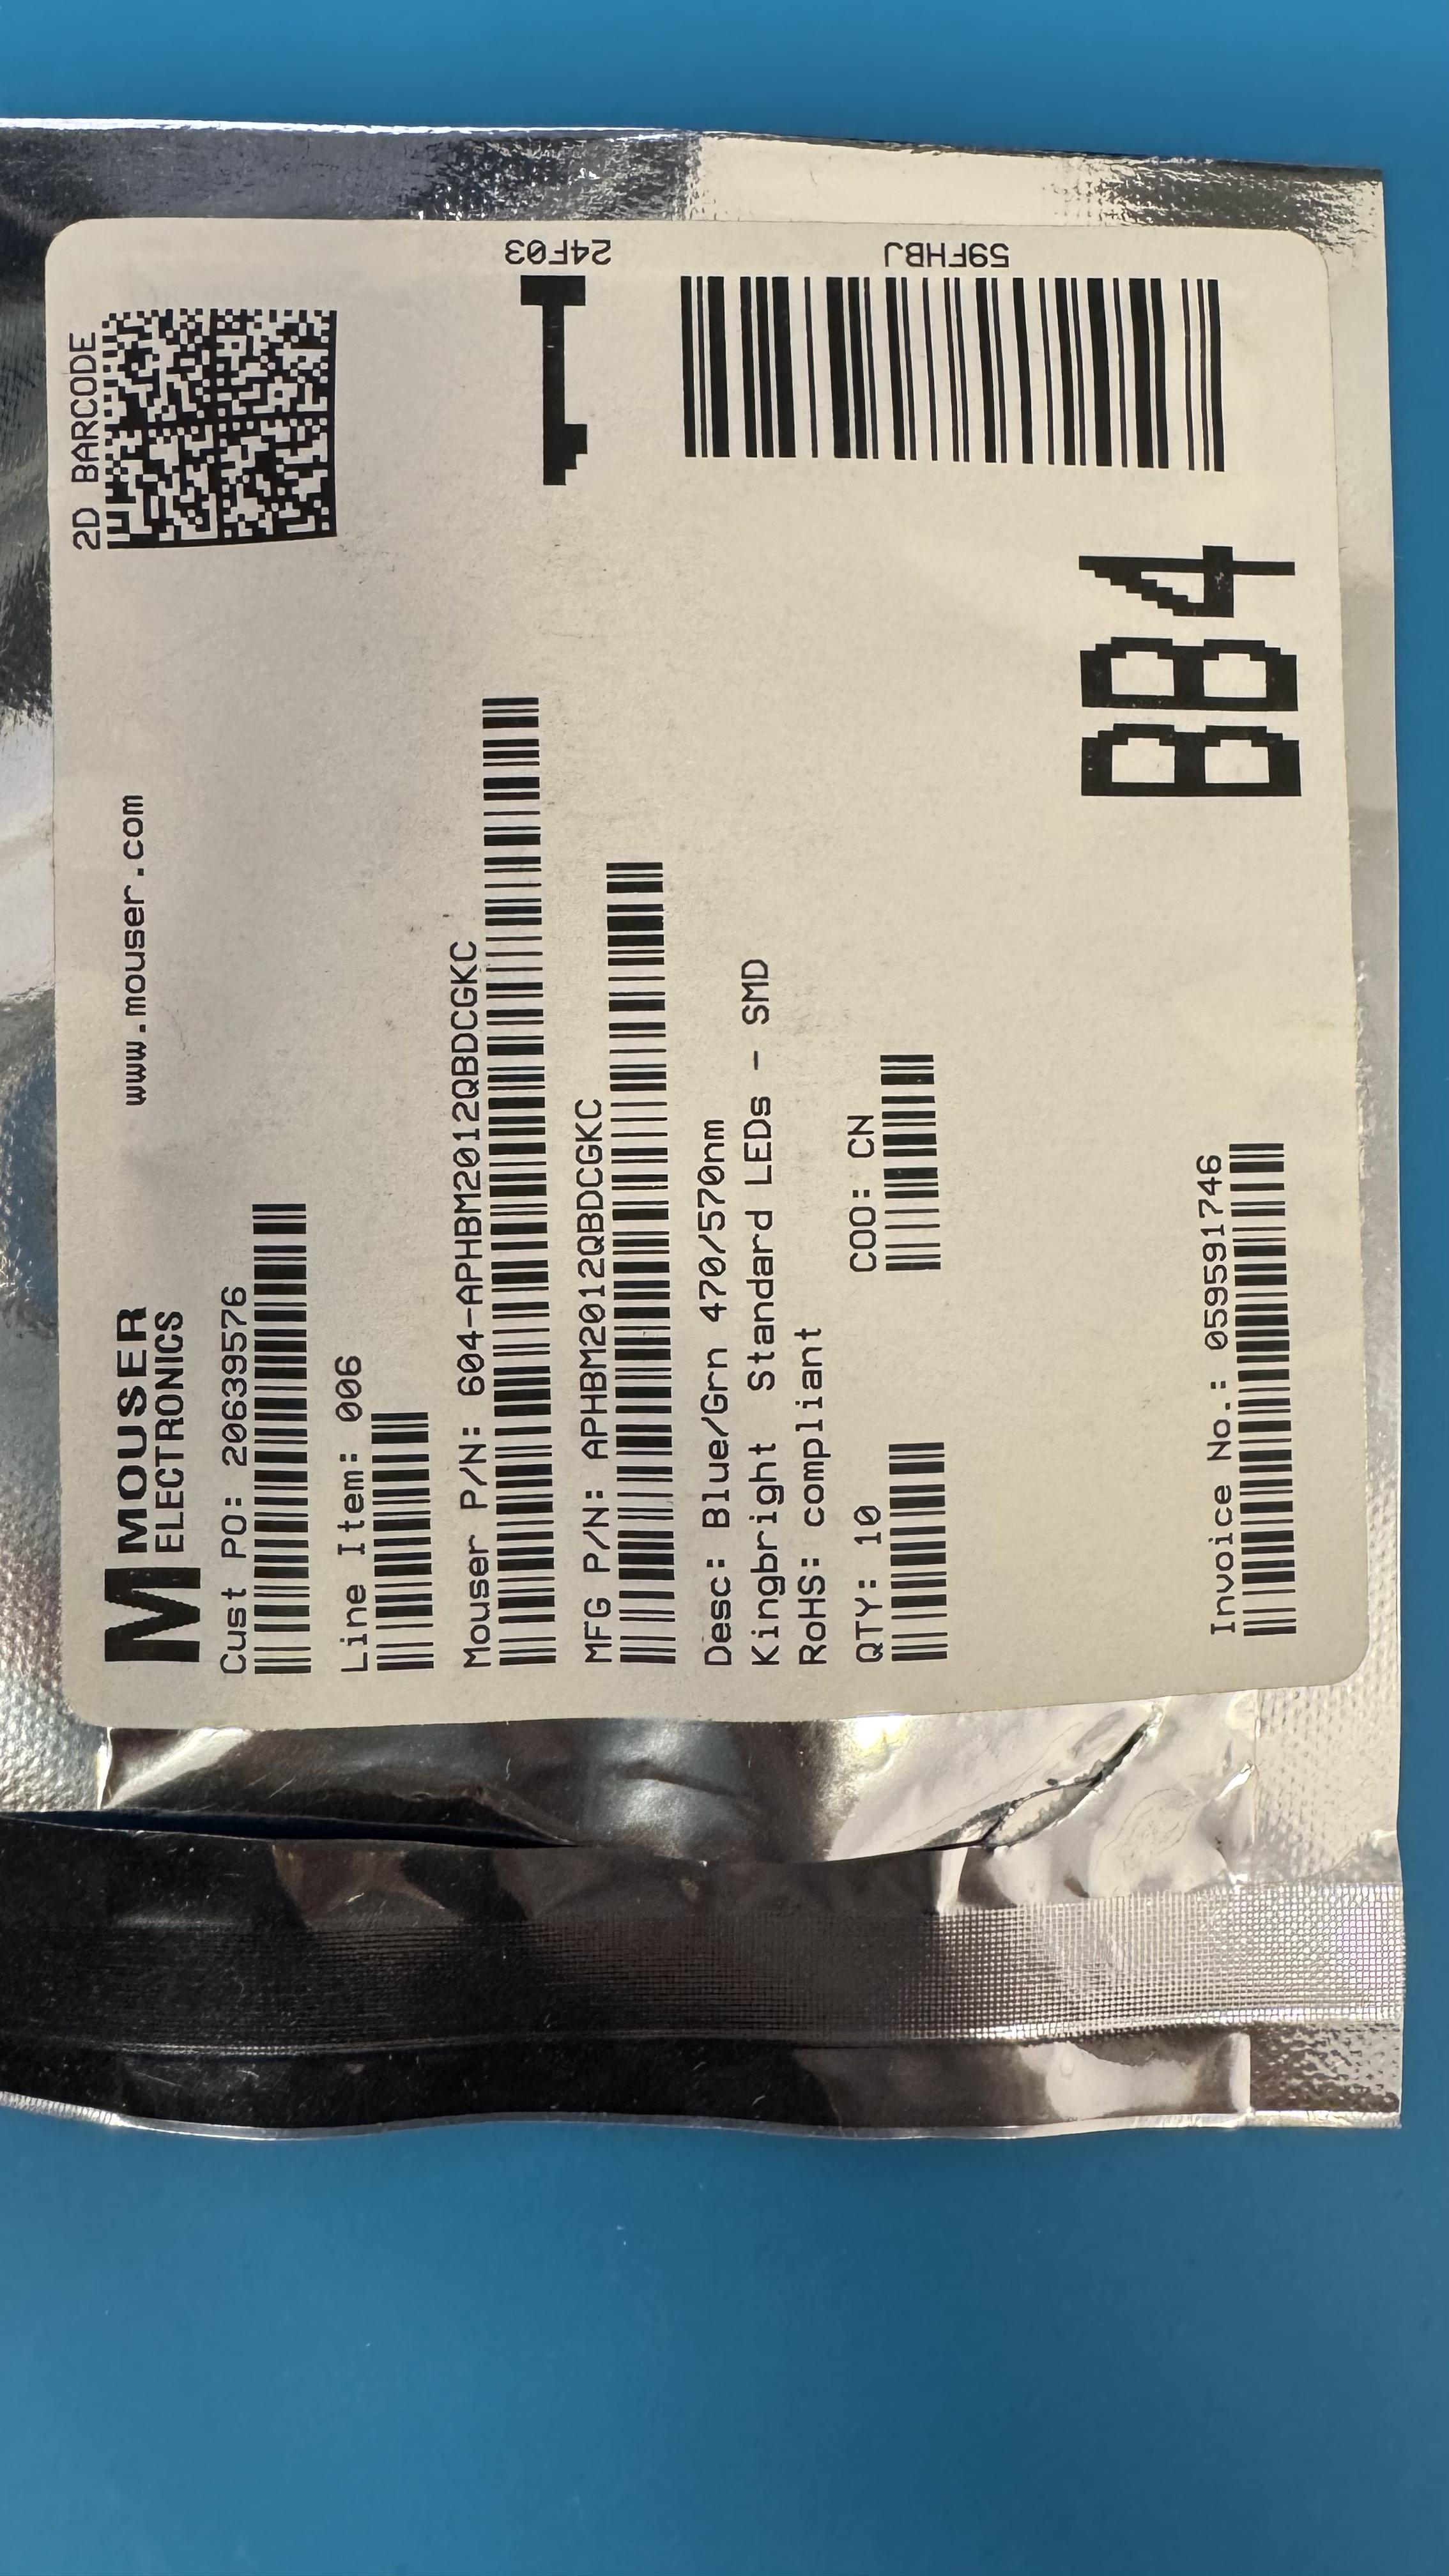 MOUSER
ELECTRONICS
www.mouser.com
2D BARCODE
Cust PO: 20639576
Line Item: 006
Mouser P/N: 604-APHBM2012QBDCGKC
MFG P/N: APHBM2012QBDCGKC
Desc: Blue/Grn 470/570nm
Kingbright Standard LEDs - SMD
RoHS: compliant
QTY: 10
COO: CN
Invoice No.: 059591746
1
BB4
24F03
59FHBJ